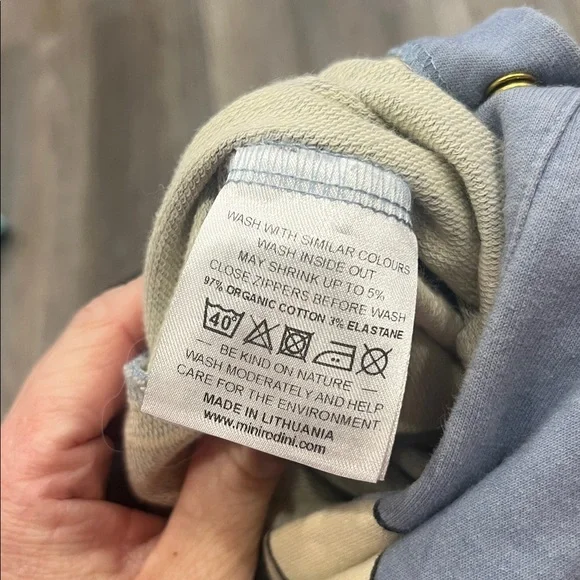 WASH WITH SIMILAR COLOURS
WASH INSIDE OUT
MAY SHRINK UP TO 5%
CLOSE ZIPPERS BEFORE WASH
97% ORGANIC COTTON 3% ELASTANE
40°
— BE KIND ON NATURE —
WASH MODERATELY AND HELP
CARE FOR THE ENVIRONMENT
MADE IN LITHUANIA
www.minirodini.com